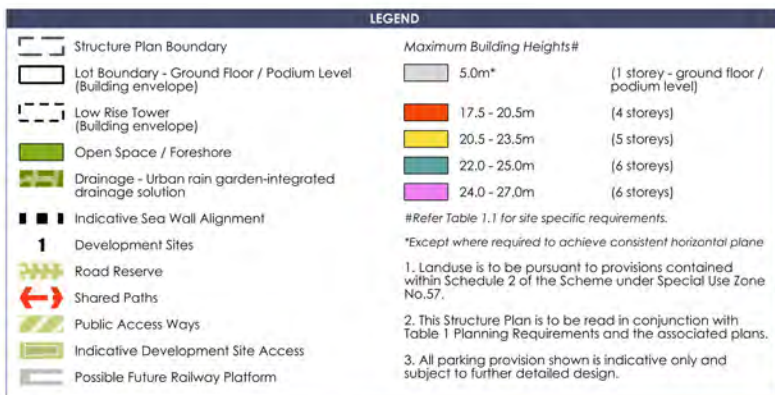 LEGEND
Structure Plan Boundary
Lot Boundary - Ground Floor / Podium Level
(Building envelope)
Low Rise Tower
(Building envelope)
Open Space / Foreshore
Drainage - Urban rain garden-integrated
drainage solution
Indicative Sea Wall Alignment
1 Development Sites
Road Reserve
Shared Paths
Public Access Ways
Indicative Development Site Access
Possible Future Railway Platform
Maximum Building Heights#
5.0m* (1 storey - ground floor /
podium level)
17.5 - 20.5m (4 storeys)
20.5 - 23.5m (5 storeys)
22.0 - 25.0m (6 storeys)
24.0 - 27.0m (6 storeys)
#Refer Table 1.1 for site specific requirements.
*Except where required to achieve consistent horizontal plane
1. Landuse is to be pursuant to provisions contained
within Schedule 2 of the Scheme under Special Use Zone
No.57.
2. This Structure Plan is to be read in conjunction with
Table 1 Planning Requirements and the associated plans.
3. All parking provision shown is indicative only and
subject to further detailed design.